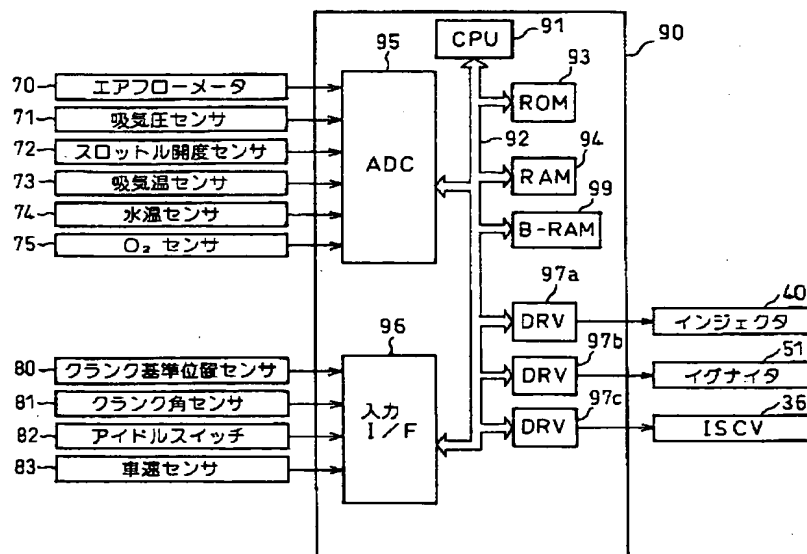 90
91
CPU
95
93
ROM
92
94
RAM
99
B-RAM
ADC
70 エアフローメータ
71 吸気圧センサ
72 スロットル開度センサ
73 吸気温センサ
74 水温センサ
75 O₂ センサ
97a
DRV
40
インジェクタ
96
入力
I/F
97b
DRV
51
イグナイタ
97c
DRV
36
ISCV
80 クランク基準位置センサ
81 クランク角センサ
82 アイドルスイッチ
83 車速センサ